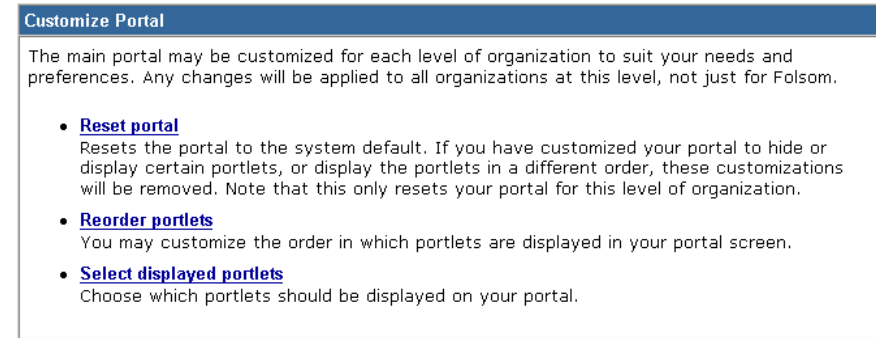 Customize Portal
The main portal may be customized for each level of organization to suit your needs and
preferences. Any changes will be applied to all organizations at this level, not just for Folsom.
• Reset portal
Resets the portal to the system default. If you have customized your portal to hide or
display certain portlets, or display the portlets in a different order, these customizations
will be removed. Note that this only resets your portal for this level of organization.
• Reorder portlets
You may customize the order in which portlets are displayed in your portal screen.
• Select displayed portlets
Choose which portlets should be displayed on your portal.